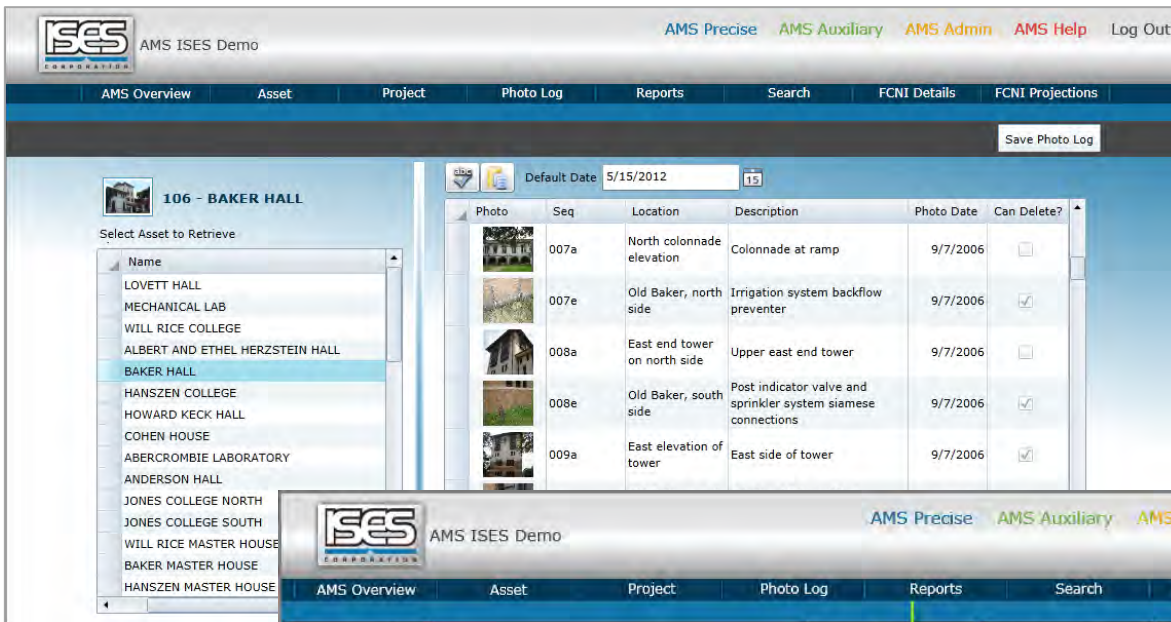 ISES
CORPORATION
AMS ISES Demo
AMS Precise AMS Auxiliary AMS Admin AMS Help Log Out
AMS Overview Asset Project Photo Log Reports Search FCNI Details FCNI Projections
Save Photo Log
106 - BAKER HALL
Select Asset to Retrieve
Name
LOVETT HALL
MECHANICAL LAB
WILL RICE COLLEGE
ALBERT AND ETHEL HERZSTEIN HALL
BAKER HALL
HANSZEN COLLEGE
HOWARD KECK HALL
COHEN HOUSE
ABERCROMBIE LABORATORY
ANDERSON HALL
JONES COLLEGE NORTH
JONES COLLEGE SOUTH
WILL RICE MASTER HOUSE
BAKER MASTER HOUSE
HANSZEN MASTER HOUSE
abc Default Date 5/15/2012 15
Photo Seq Location Description Photo Date Can Delete?
007a North colonnade elevation Colonnade at ramp 9/7/2006
007e Old Baker, north side Irrigation system backflow preventer 9/7/2006
008a East end tower on north side Upper east end tower 9/7/2006
008e Old Baker, south side Post indicator valve and sprinkler system siamese connections 9/7/2006
009a East elevation of tower East side of tower 9/7/2006
ISES
CORPORATION
AMS ISES Demo
AMS Precise AMS Auxiliary AMS
AMS Overview Asset Project Photo Log Reports Search